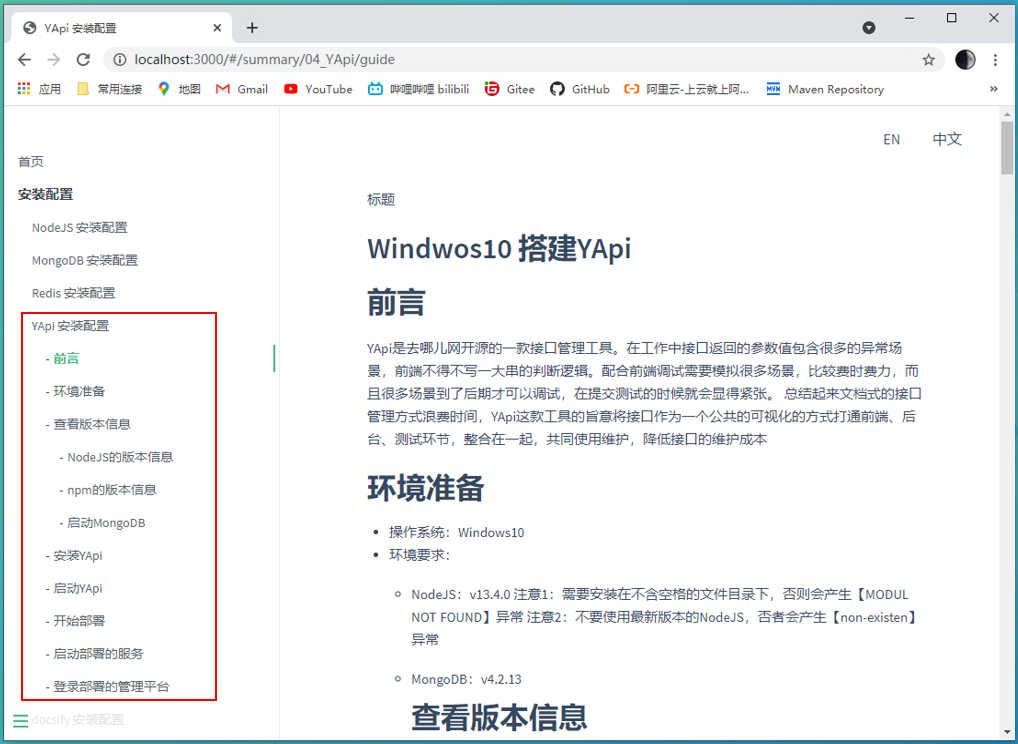 YApi 安装配置
localhost:3000/#/summary/04_YApi/guide
应用 常用连接 地图 Gmail YouTube 哔哩哔哩 bilibili Gitee GitHub 阿里云-上云就上阿... Maven Repository »
EN 中文
首页
安装配置
NodeJS 安装配置
MongoDB 安装配置
Redis 安装配置
YApi 安装配置
- 前言
- 环境准备
- 查看版本信息
- NodeJS的版本信息
- npm的版本信息
- 启动MongoDB
- 安装YApi
- 启动YApi
- 开始部署
- 启动部署的服务
- 登录部署的管理平台
docsify 安装配置
标题
Windwos10 搭建YApi
前言
YApi是去哪儿网开源的一款接口管理工具。在工作中接口返回的参数值包含很多的异常场
景，前端不得不写一大串的判断逻辑。配合前端调试需要模拟很多场景，比较费时费力，而
且很多场景到了后期才可以调试，在提交测试的时候就会显得紧张。 总结起来文档式的接口
管理方式浪费时间，YApi这款工具的旨意将接口作为一个公共的可视化的方式打通前端、后
台、测试环节，整合在一起，共同使用维护，降低接口的维护成本
环境准备
• 操作系统：Windows10
• 环境要求：
◦ NodeJS：v13.4.0 注意1：需要安装在不含空格的文件目录下，否则会产生【MODUL
NOT FOUND】异常 注意2：不要使用最新版本的NodeJS，否者会产生【non-existen】
异常
◦ MongoDB：v4.2.13
查看版本信息